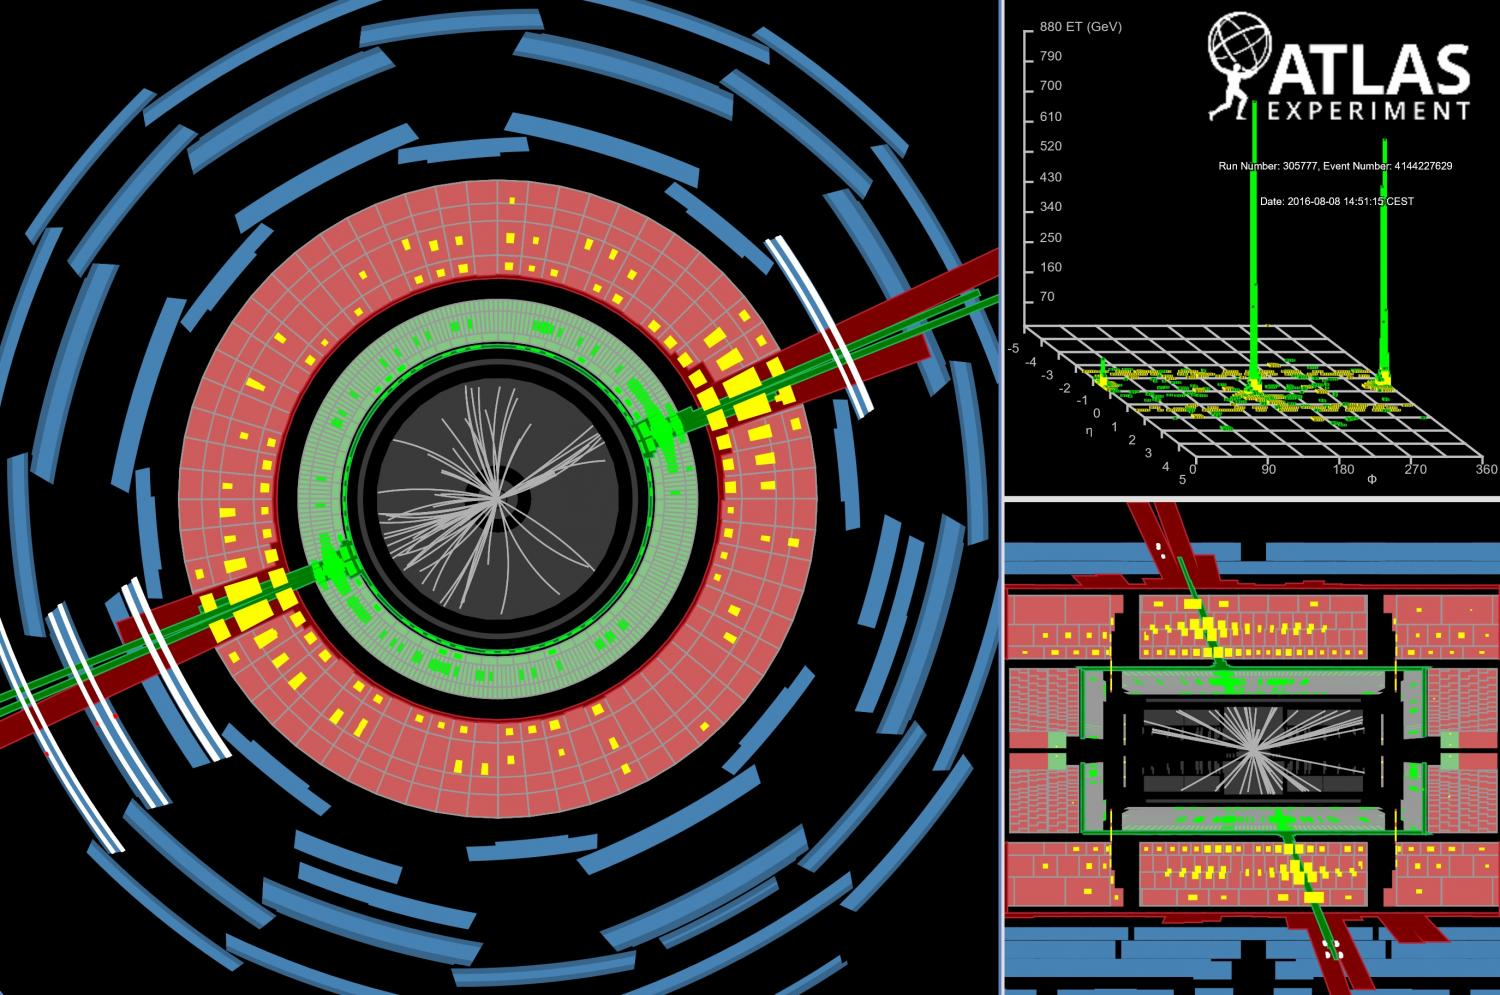 880 ET (GeV)
790
700
610
520
430
340
250
160
70
ATLAS
EXPERIMENT
Run Number: 305777, Event Number: 4144227629
Date: 2016-08-08 14:51:15 CEST
-5
-4
-3
-2
-1
0
1
2
3
4
5
η
0 90 180 270 360
Φ